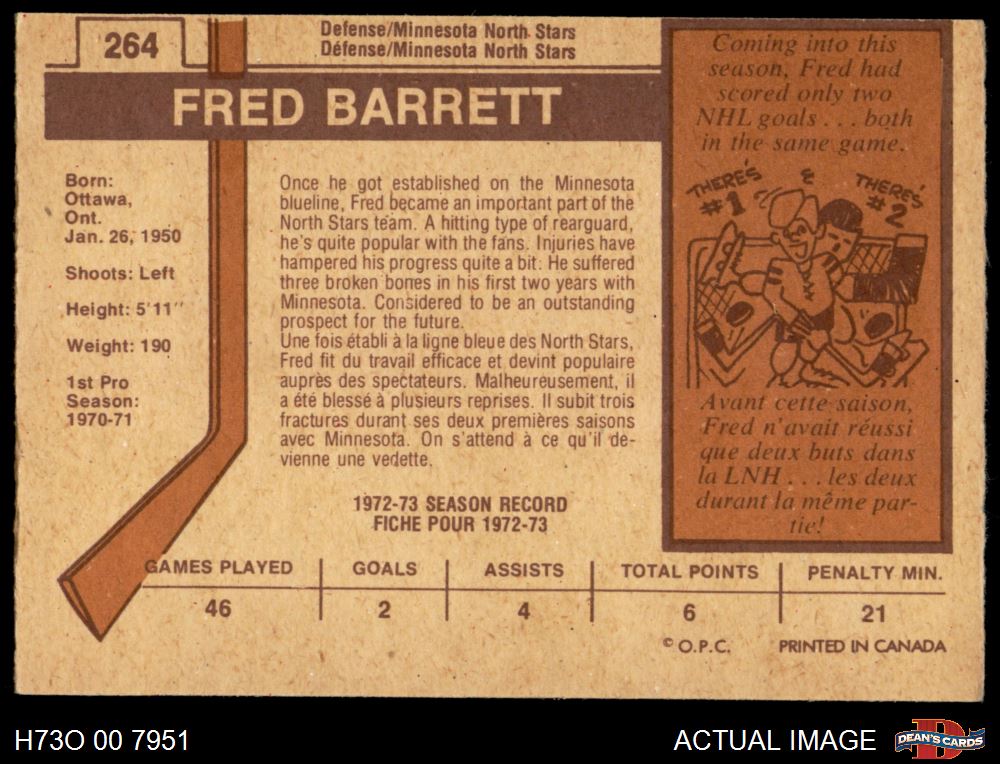 264
Defense/Minnesota North Stars
Défense/Minnesota North Stars
FRED BARRETT
Born:
Ottawa,
Ont.
Jan. 26, 1950
Shoots: Left
Height: 5'11''
Weight: 190
1st Pro
Season:
1970-71
Once he got established on the Minnesota
blueline, Fred became an important part of the
North Stars team. A hitting type of rearguard,
he's quite popular with the fans. Injuries have
hampered his progress quite a bit. He suffered
three broken bones in his first two years with
Minnesota. Considered to be an outstanding
prospect for the future.
Une fois établi à la ligne bleue des North Stars,
Fred fit du travail efficace et devint populaire
auprès des spectateurs. Malheureusement, il
a été blessé à plusieurs reprises. Il subit trois
fractures durant ses deux premières saisons
avec Minnesota. On s'attend à ce qu'il de-
vienne une vedette.
Coming into this
season, Fred had
scored only two
NHL goals . . . both
in the same game.
THERE'S #1 & THERE'S #2
Avant cette saison,
Fred n'avait réussi
que deux buts dans
la LNH . . . les deux
durant la même par-
tie!
1972-73 SEASON RECORD
FICHE POUR 1972-73
GAMES PLAYED GOALS ASSISTS TOTAL POINTS PENALTY MIN.
46 2 4 6 21
© O.P.C. PRINTED IN CANADA
H73O 00 7951
ACTUAL IMAGE
DEAN'S CARDS